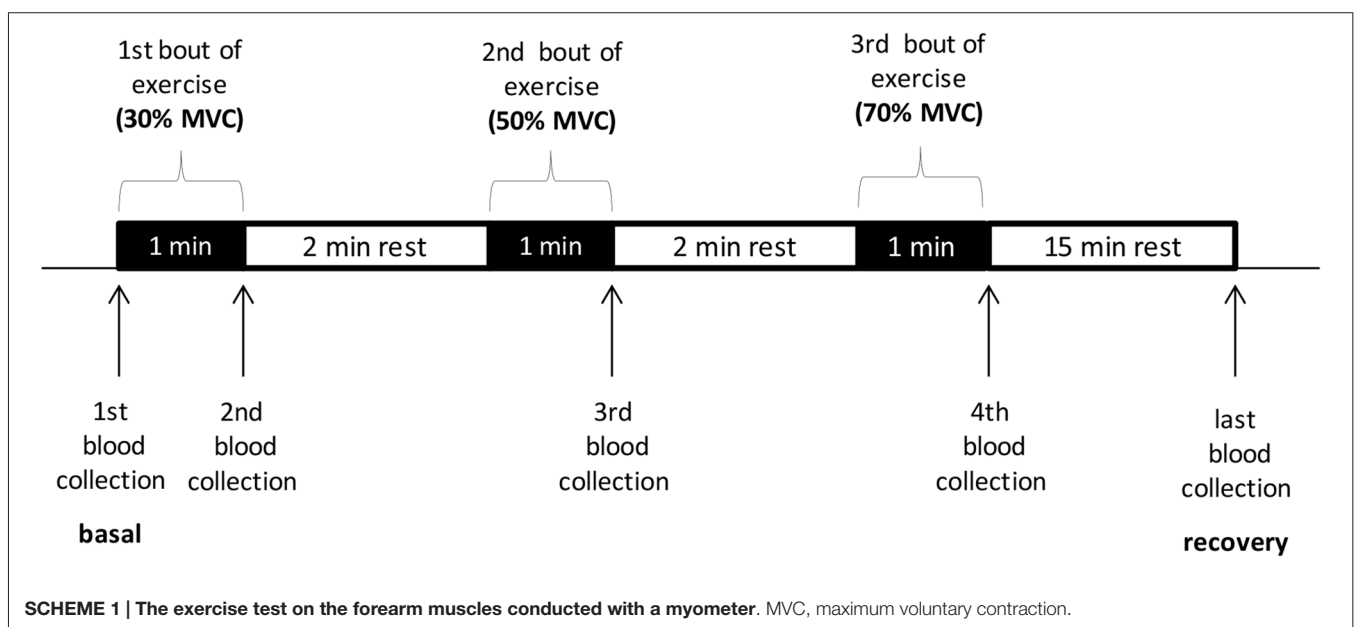 1st bout of
exercise
(30% MVC)
2nd bout of
exercise
(50% MVC)
3rd bout of
exercise
(70% MVC)
1 min
2 min rest
1 min
2 min rest
1 min
15 min rest
1st
blood
collection
basal
2nd
blood
collection
3rd
blood
collection
4th
blood
collection
last
blood
collection
recovery
SCHEME 1 | The exercise test on the forearm muscles conducted with a myometer. MVC, maximum voluntary contraction.